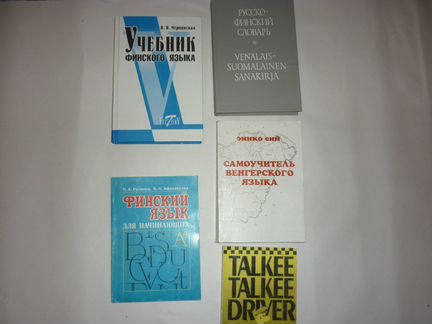 В. В. Чернявская
УЧЕБНИК
ФИНСКОГО ЯЗЫКА
РУССКО-
ФИНСКИЙ
СЛОВАРЬ
VENÄLÄIS-
SUOMALAINEN
SANAKIRJA
ЭНИКО СИЙ
САМОУЧИТЕЛЬ
ВЕНГЕРСКОГО
ЯЗЫКА
ФИНСКИЙ
ЯЗЫК
ДЛЯ НАЧИНАЮЩИХ
TALKEE
TALKEE
DRIVER